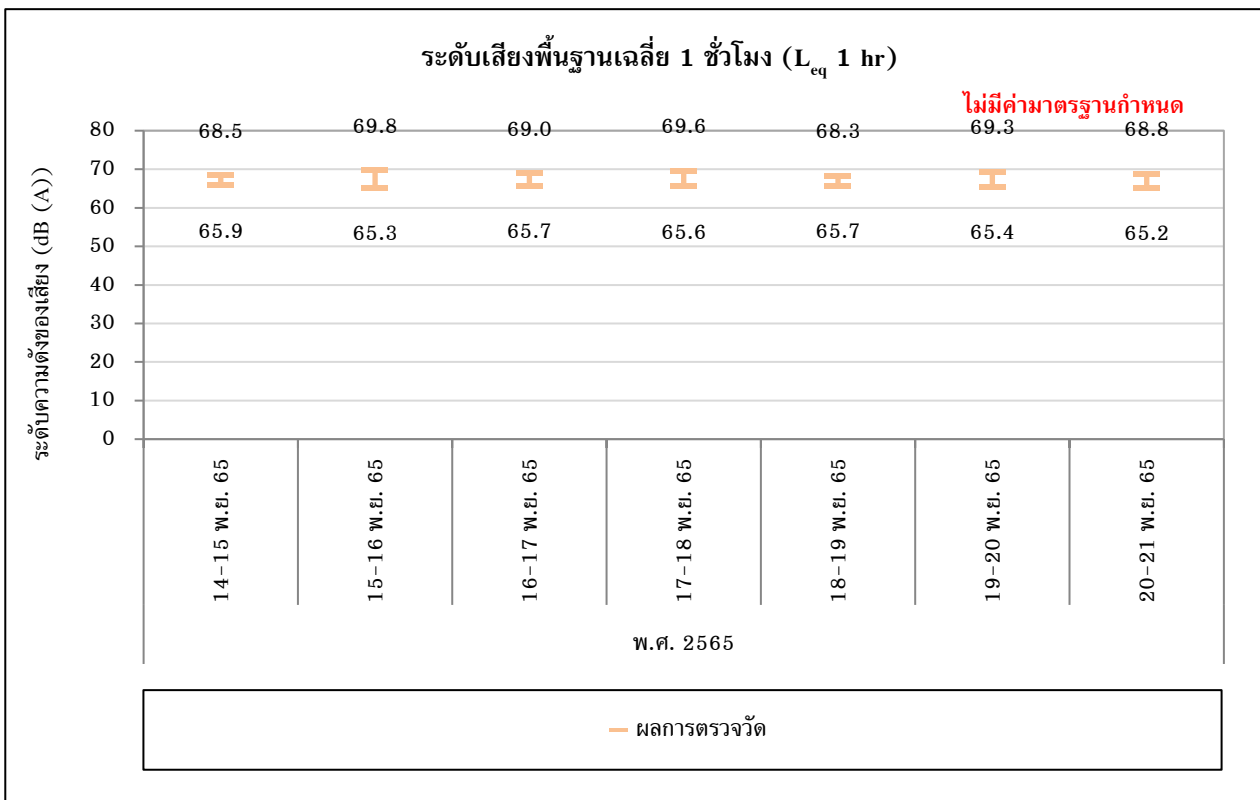 ระดับเสียงพื้นฐานเฉลี่ย 1 ชั่วโมง (Leq 1 hr)
ไม่มีค่ามาตรฐานกำหนด
ระดับความดังของเสียง (dB (A))
80
70
60
50
40
30
20
10
0
68.5 69.8 69.0 69.6 68.3 69.3 68.8
65.9 65.3 65.7 65.6 65.7 65.4 65.2
14-15 พ.ย. 65
15-16 พ.ย. 65
16-17 พ.ย. 65
17-18 พ.ย. 65
18-19 พ.ย. 65
19-20 พ.ย. 65
20-21 พ.ย. 65
พ.ศ. 2565
ผลการตรวจวัด